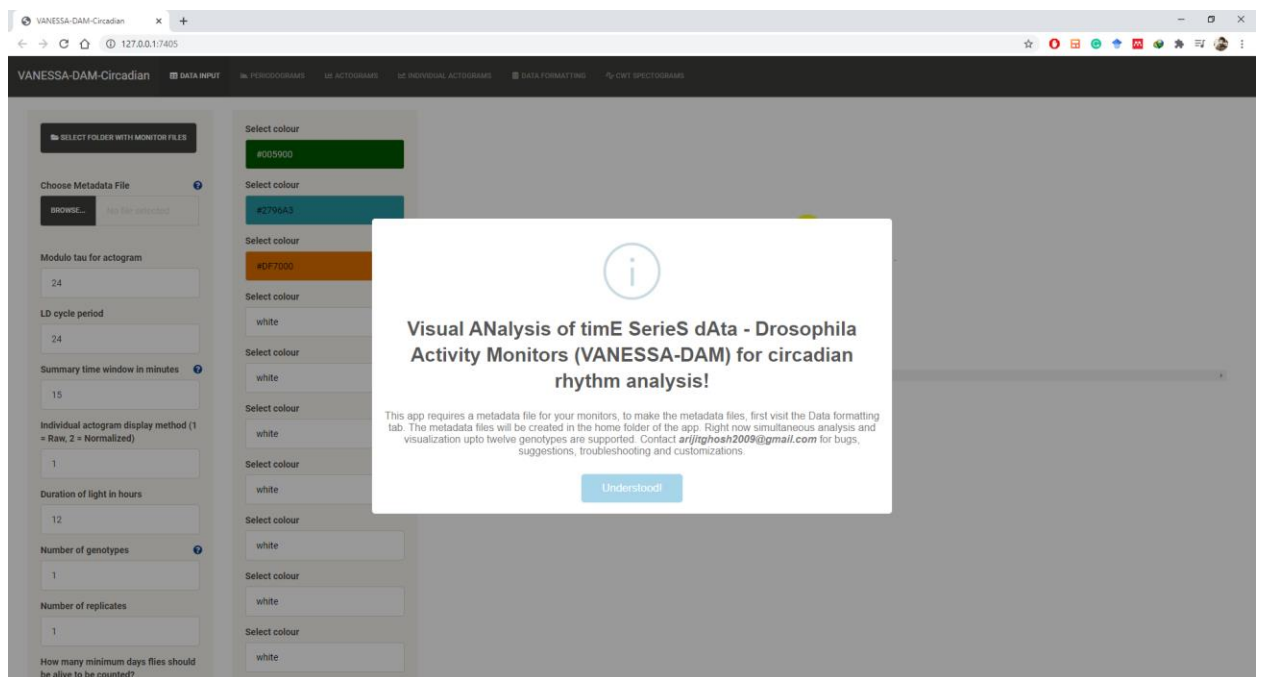 VANESSA-DAM-Circadian
127.0.0.1:7405
VANESSA-DAM-Circadian DATA INPUT PERIODOGRAMS ACTOGRAMS INDIVIDUAL ACTOGRAMS DATA FORMATTING CWT SPECTOGRAMS
SELECT FOLDER WITH MONITOR FILES
Choose Metadata File
BROWSE... No file selected
Modulo tau for actogram
24
LD cycle period
24
Summary time window in minutes
15
Individual actogram display method (1
= Raw, 2 = Normalized)
1
Duration of light in hours
12
Number of genotypes
1
Number of replicates
1
How many minimum days flies should
be alive to be counted?
Select colour
#005900
Select colour
#2796A3
Select colour
#DF7000
Select colour
white
Select colour
white
Select colour
white
Select colour
white
Select colour
white
Select colour
white
Select colour
white
i
Visual ANalysis of timE SerieS dAta - Drosophila
Activity Monitors (VANESSA-DAM) for circadian
rhythm analysis!
This app requires a metadata file for your monitors, to make the metadata files, first visit the Data formatting
tab. The metadata files will be created in the home folder of the app. Right now simultaneous analysis and
visualization upto twelve genotypes are supported. Contact arijitghosh2009@gmail.com for bugs,
suggestions, troubleshooting and customizations.
Understood!